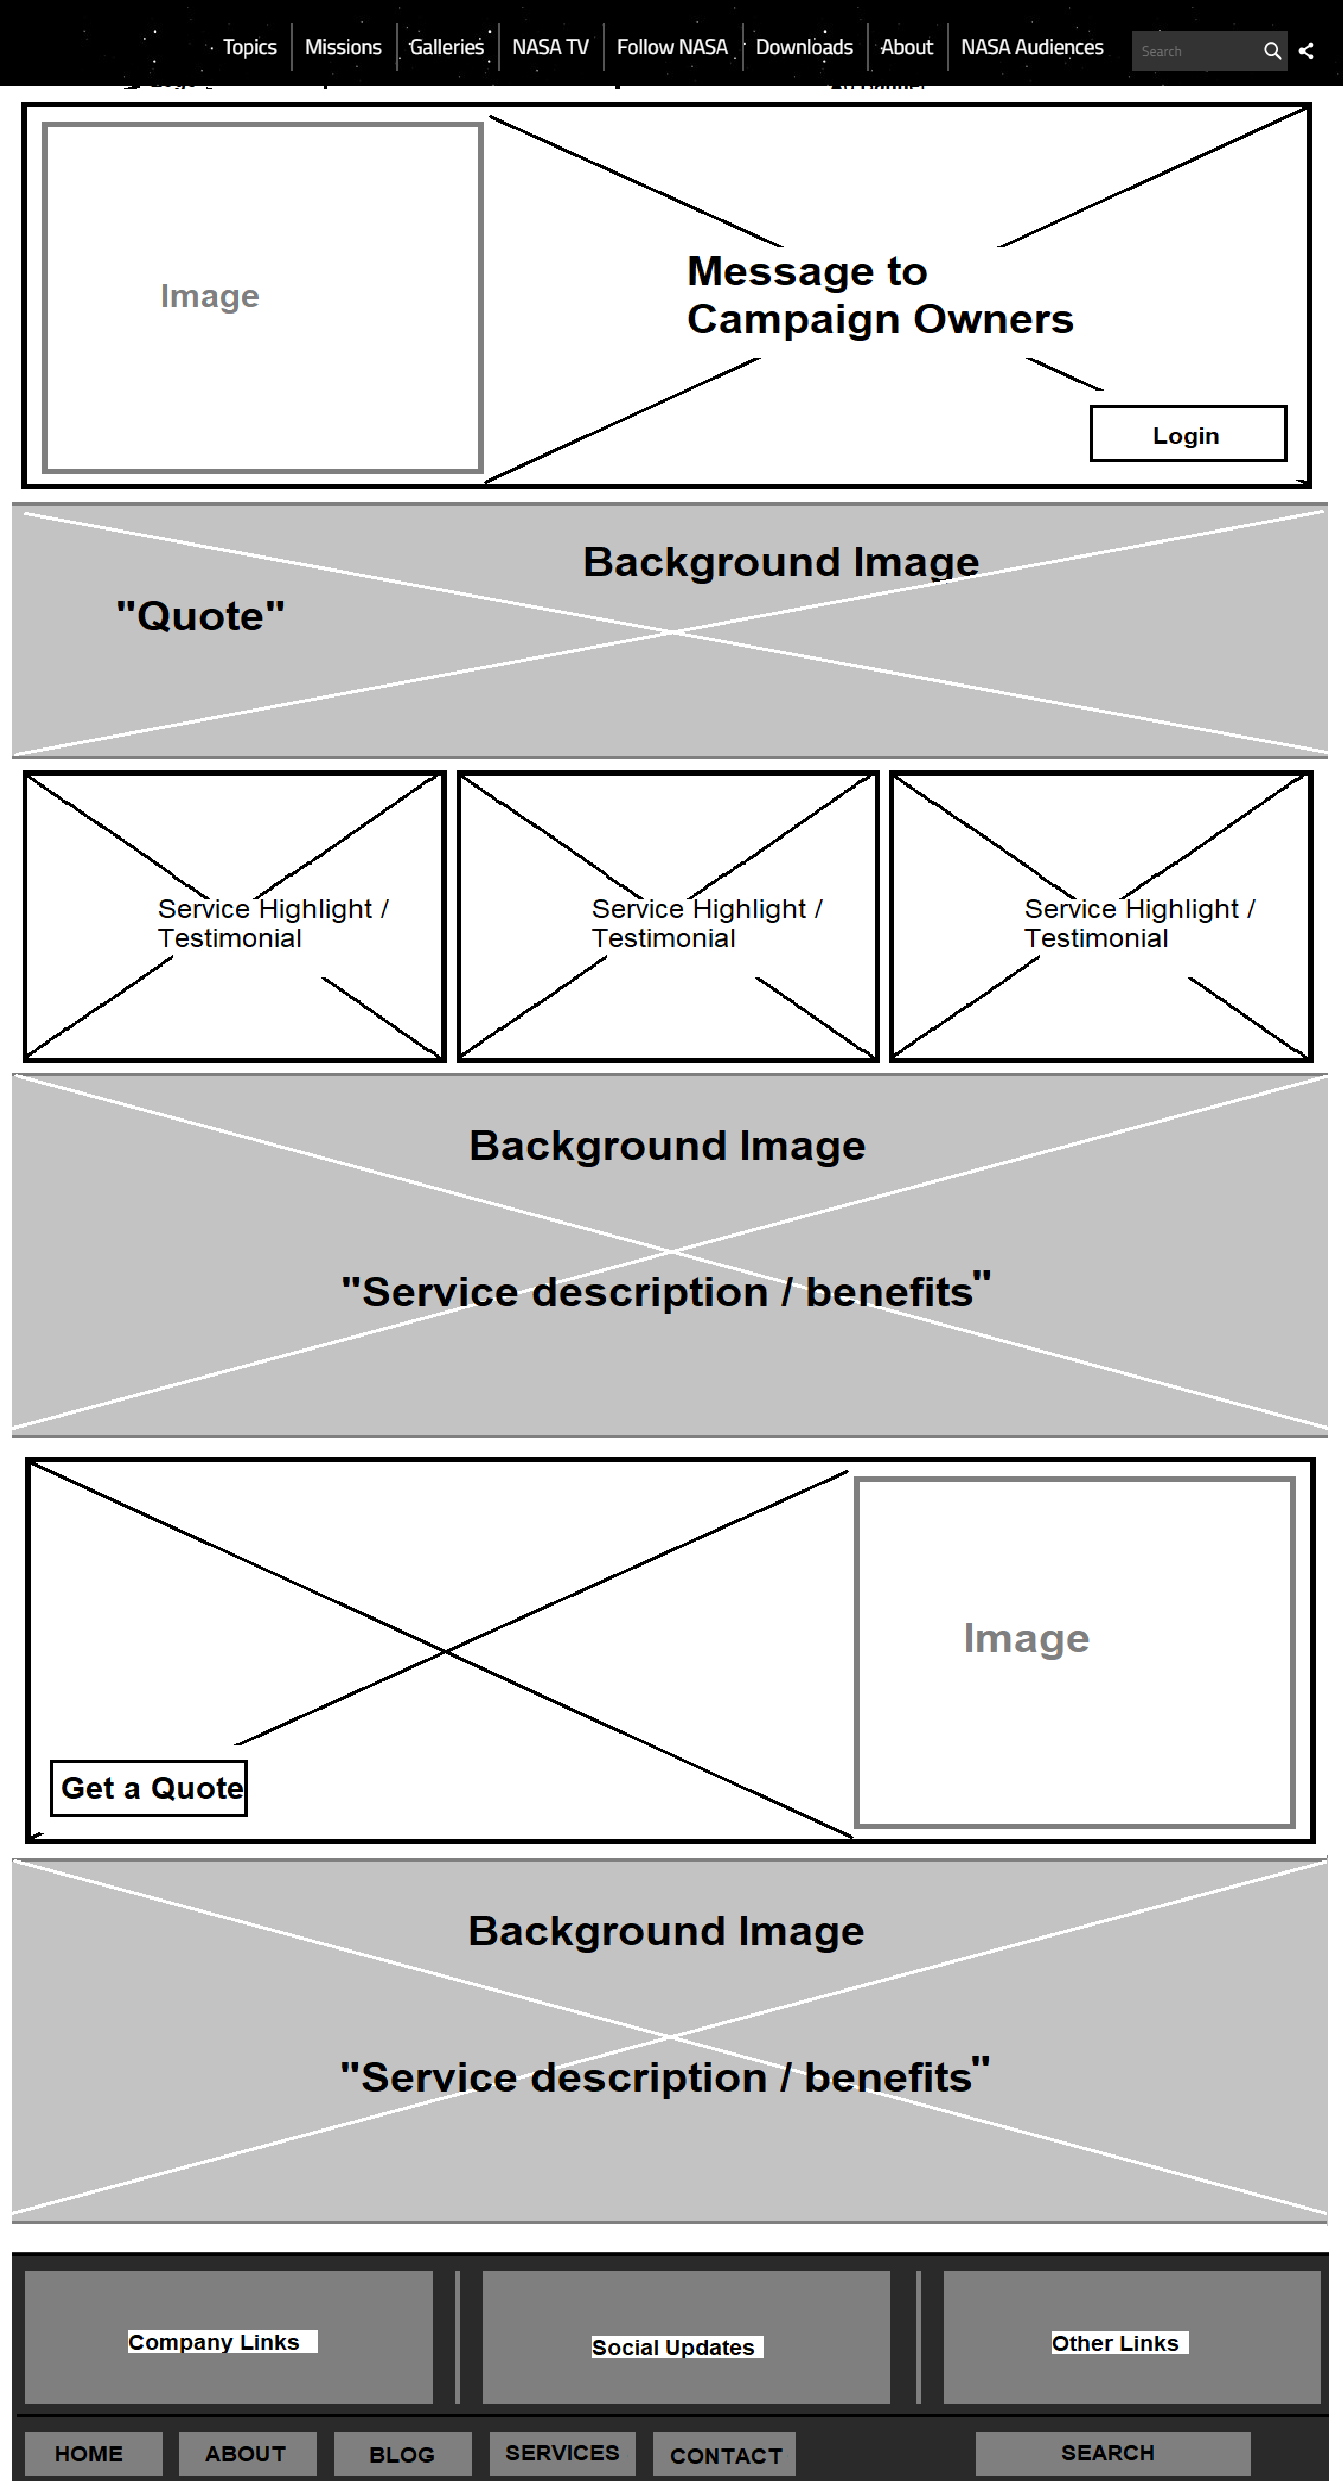 Topics Missions Galleries NASA TV Follow NASA Downloads About NASA Audiences Search
Image
Message to
Campaign Owners
Login
Background Image
"Quote"
Service Highlight /
Testimonial
Service Highlight /
Testimonial
Service Highlight /
Testimonial
Background Image
"Service description / benefits"
Image
Get a Quote
Background Image
"Service description / benefits"
Company Links
Social Updates
Other Links
HOME ABOUT BLOG SERVICES CONTACT SEARCH